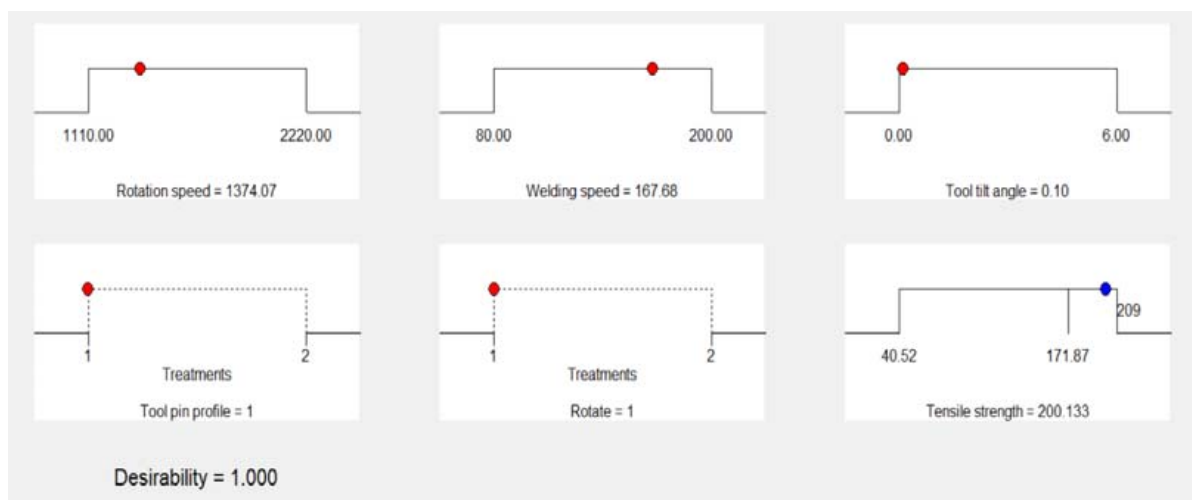 1110.00 2220.00
Rotation speed = 1374.07
80.00 200.00
Welding speed = 167.68
0.00 6.00
Tool tilt angle = 0.10
1 2
Treatments
Tool pin profile = 1
1 2
Treatments
Rotate = 1
209
40.52 171.87
Tensile strength = 200.133
Desirability = 1.000